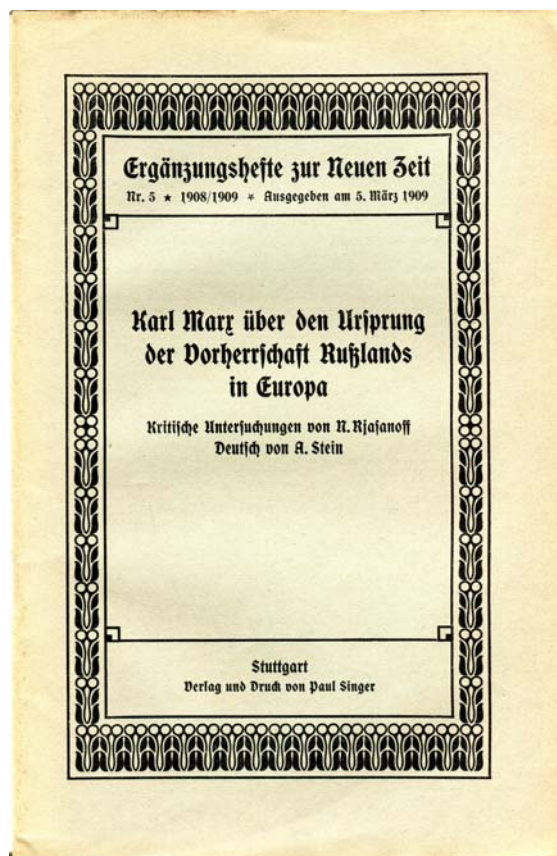 Ergänzungshefte zur Neuen Zeit
Nr. 5 ★ 1908/1909 ★ Ausgegeben am 5. März 1909
Karl Marx über den Ursprung
der Vorherrschaft Rußlands
in Europa
Kritische Untersuchungen von N. Rjasanoff
Deutsch von A. Stein
Stuttgart
Verlag und Druck von Paul Singer